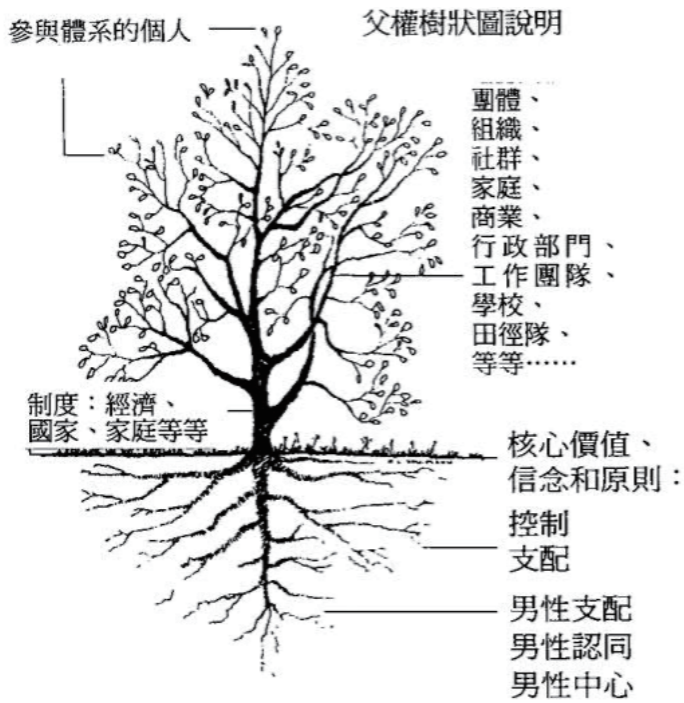 父權樹狀圖說明
參與體系的個人
團體、
組織、
社群、
家庭、
商業、
行政部門、
工作團隊、
學校、
田徑隊、
等等……
制度：經濟、
國家、家庭等等
核心價值、
信念和原則：
控制
支配
男性支配
男性認同
男性中心